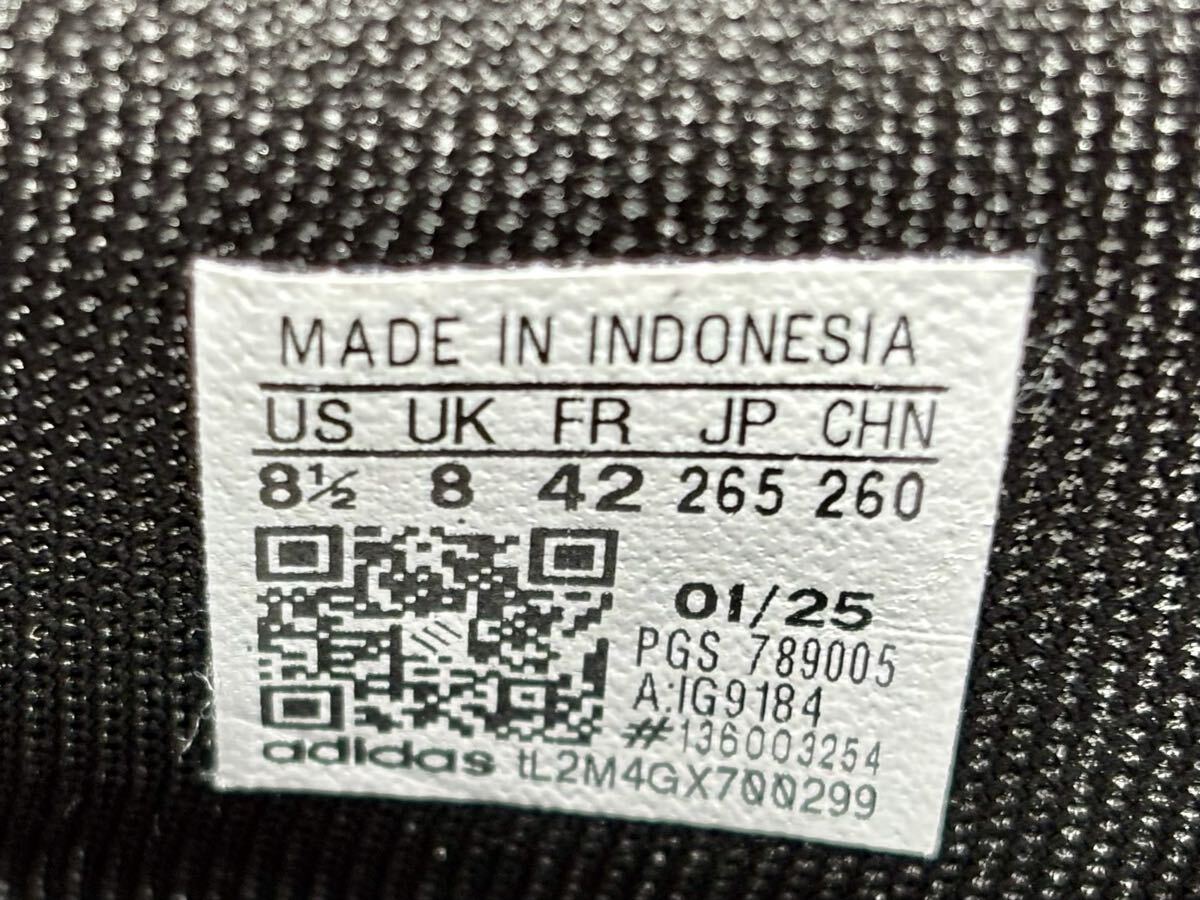 MADE IN INDONESIA
US UK FR JP CHN
8½ 8 42 265 260
01/25
PGS 789005
A:IG9184
#136003254
adidas tL2M4GX700299